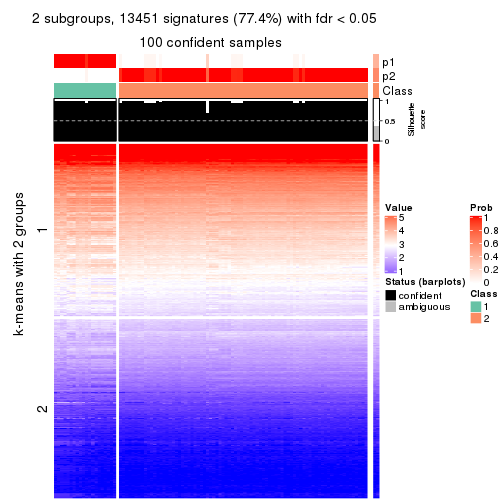 2 subgroups, 13451 signatures (77.4%) with fdr < 0.05
100 confident samples
p1
p2
Class
1
0.5
0
Silhouette
score
k-means with 2 groups
1
2
Value
5
4
3
2
1
Status (barplots)
confident
ambiguous
Prob
1
0.8
0.6
0.4
0.2
0
Class
1
2